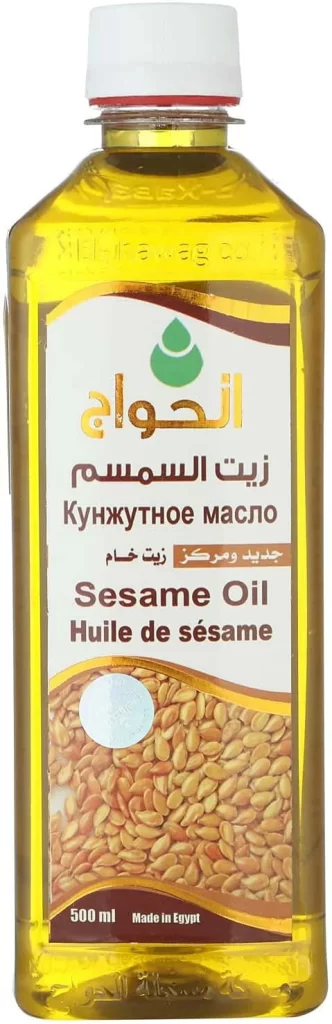 الحواج
زيت السمسم
Кунжутное масло
جديد ومركز زيت خام
Sesame Oil
Huile de sésame
500 ml Made in Egypt